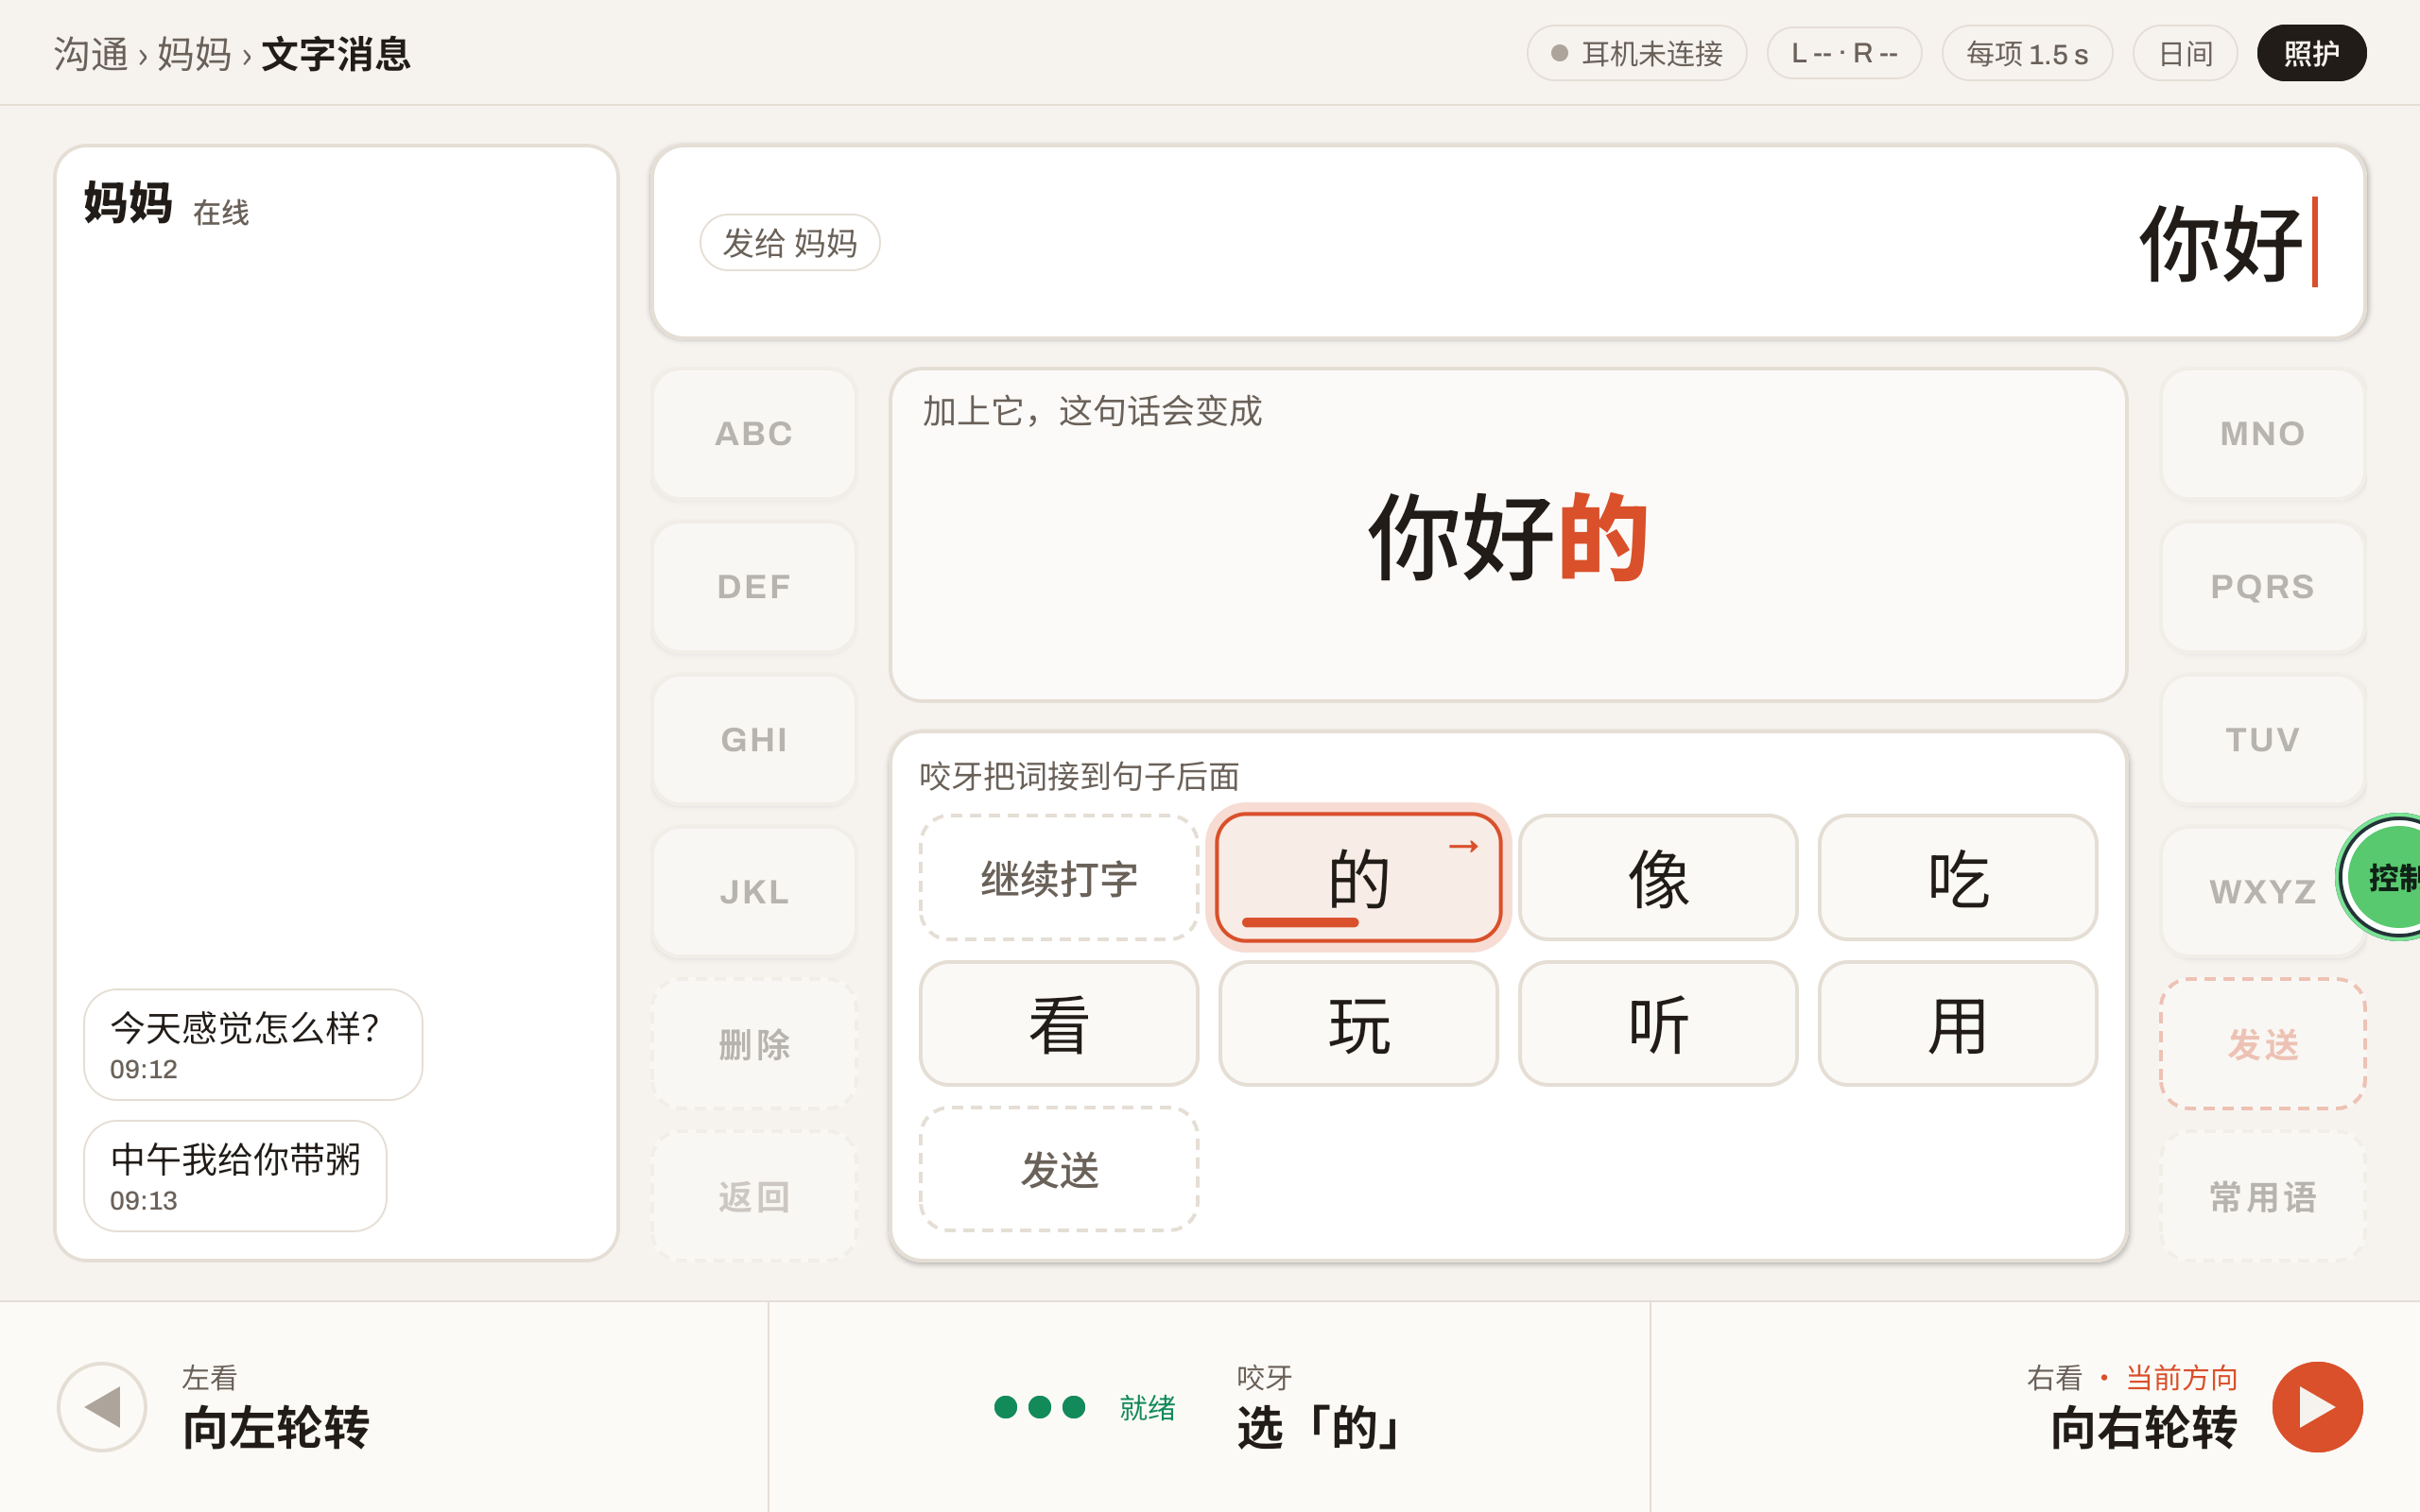 沟通 › 妈妈 › 文字消息
耳机未连接
L -- · R --
每项 1.5 s
日间
照护
妈妈 在线
今天感觉怎么样？
09:12
中午我给你带粥
09:13
发给 妈妈
你好
ABC
DEF
GHI
JKL
删除
返回
加上它，这句话会变成
你好的
咬牙把词接到句子后面
继续打字
的 →
像
吃
看
玩
听
用
发送
MNO
PQRS
TUV
WXYZ
发送
常用语
左看
向左轮转
就绪
咬牙
选「的」
右看 · 当前方向
向右轮转